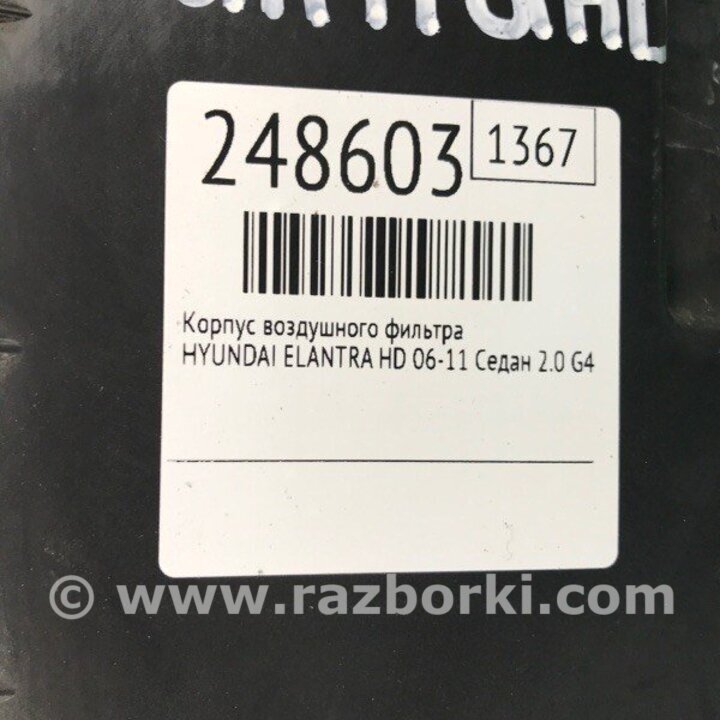 248603 1367
Корпус воздушного фильтра
HYUNDAI ELANTRA HD 06-11 Седан 2.0 G4
© www.razborki.com